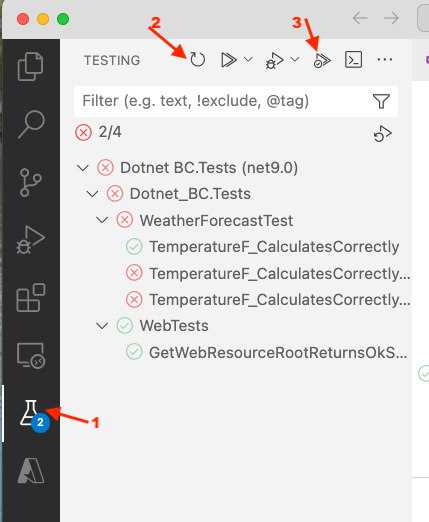 2
3
TESTING
Filter (e.g. text, !exclude, @tag)
2/4
Dotnet BC.Tests (net9.0)
Dotnet_BC.Tests
WeatherForecastTest
TemperatureF_CalculatesCorrectly
TemperatureF_CalculatesCorrectly...
TemperatureF_CalculatesCorrectly...
WebTests
GetWebResourceRootReturnsOkS...
2
1